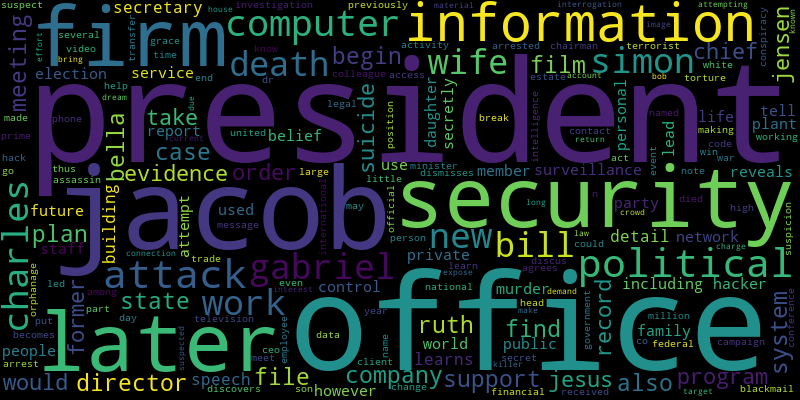 suspect
secretary
house
investigation
previously
material
interrogation
attempting
meeting
several
firm
transfer
grace
computer
information
jensen
known
effort
video
bring
time
activity
arrested
chairman
image
terrorist
conspiracy
election
service
end
death
know
begin
wife
film
simon
chief
help
dream
dr
colleague
access
estate
account
bob
white
torture
president
made
phone
take
due
legal
suicide
position
daughter
secretly
break
intelligence
named
personal
life
tell
prime
bella
report
current
united
belief
contact
return
lead
making
code
plant
hack
case
minister
act
win
war
working
go
thus
assassin
evidence
order
large
use
dismisses
member
surveillance
event
note
reveals
charles
future
building
jacob
little
official
security
long
n
party
died
high
suspicion
plan
attempt
used
message
international
may
crowd
staff
connection
trade
even
person
new
bill
law
could
detail
network
charge
orphanage
former
gabriel
private
discus
agrees
political
conference
led
among
attack
control
learn
expose
national
murder
including
hacker
part
state
work
interest
year
office
head
demand
government
record
million
system
put
day
television
ruth
make
find
family
co
federal
campaign
people
becomes
later
suspected
ceo
employee
data
name
world
public
arrest
meet
client
learns
secret
killer
would
director
speech
file
company
support
jesus
also
program
discovers
son
however
change
financial
received
target
blackmail